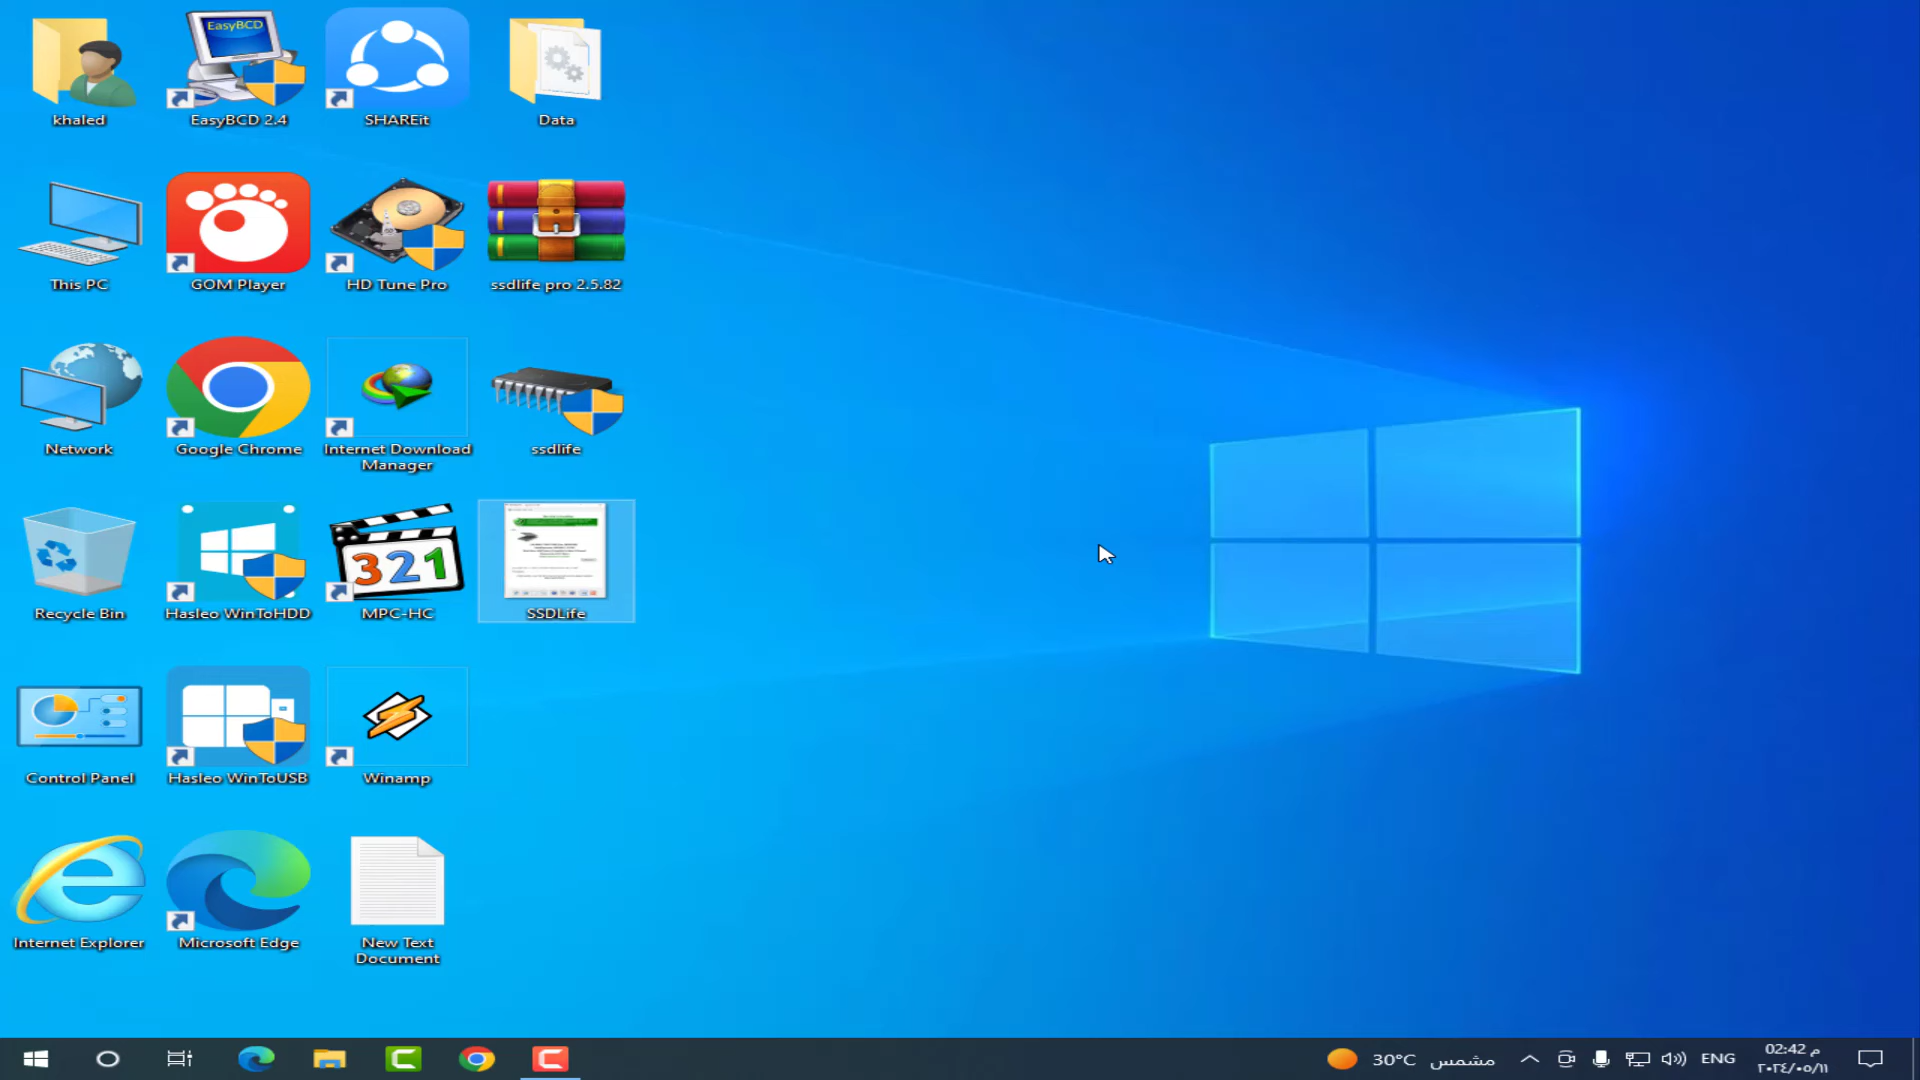 khaled
EasyBCD
EasyBCD 2.4
SHAREit
Data
This PC
GOM Player
HD Tune Pro
ssdlife pro 2.5.82
Network
Google Chrome
Internet Download
Manager
ssdlife
Recycle Bin
Hasleo WinToHDD
321
MPC-HC
SSDLife
Control Panel
Hasleo WinToUSB
Winamp
Internet Explorer
Microsoft Edge
New Text
Document
30°C مشمس
ENG
02:42 م
٢٠٢٤/٠٥/١١